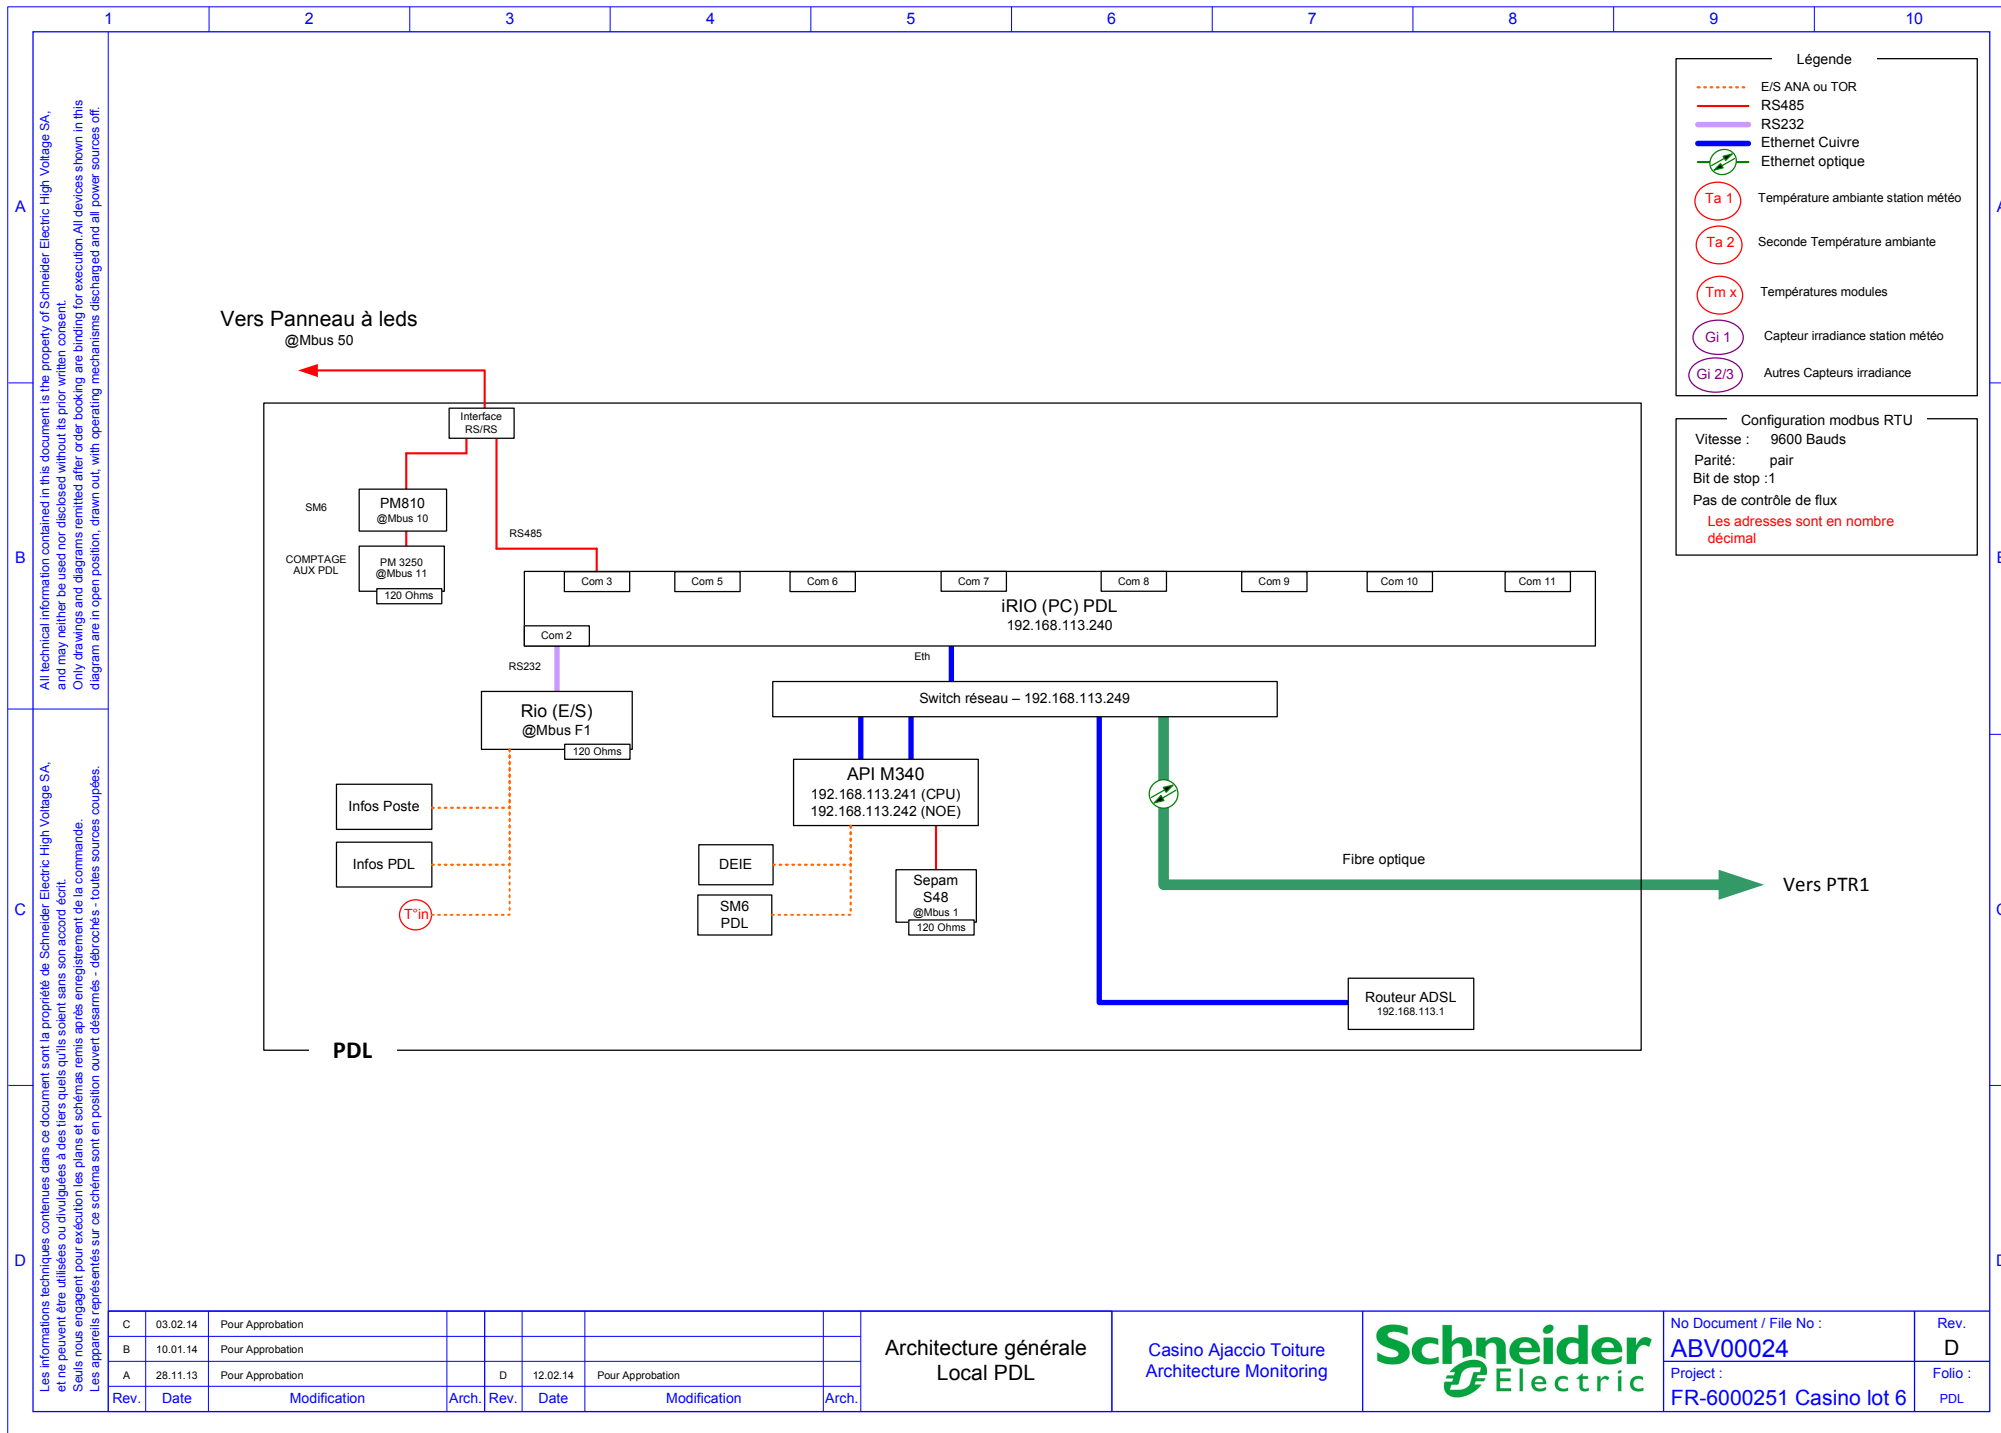 1 2 3 4 5 6 7 8 9 10
A
B
C
D
A
B
C
D
All technical information contained in this document is the property of Schneider Electric High Voltage SA,
and may neither be used nor disclosed without its prior written consent.
Only drawings and diagrams remitted after order booking are binding for execution.All devices shown in this
diagram are in open position, drawn out, with operating mechanisms discharged and all power sources off.
Les informations techniques contenues dans ce document sont la propriété de Schneider Electric High Voltage SA,
et ne peuvent être utilisées ou divulguées à des tiers quels qu'ils soient sans son accord écrit.
Seuls nous engagent pour exécution les plans et schémas remis après enregistrement de la commande.
Les appareils représentés sur ce schéma sont en position ouvert désarmés - débrochés - toutes sources coupées.
Légende
E/S ANA ou TOR
RS485
RS232
Ethernet Cuivre
Ethernet optique
Ta 1 Température ambiante station météo
Ta 2 Seconde Température ambiante
Tm x Températures modules
Gi 1 Capteur irradiance station météo
Gi 2/3 Autres Capteurs irradiance
Configuration modbus RTU
Vitesse : 9600 Bauds
Parité: pair
Bit de stop :1
Pas de contrôle de flux
Les adresses sont en nombre
décimal
Vers Panneau à leds
@Mbus 50
Interface
RS/RS
SM6
PM810
@Mbus 10
COMPTAGE
AUX PDL
PM 3250
@Mbus 11
120 Ohms
RS485
Com 3 Com 5 Com 6 Com 7 Com 8 Com 9 Com 10 Com 11
iRIO (PC) PDL
192.168.113.240
Com 2
RS232
Eth
Switch réseau – 192.168.113.249
Rio (E/S)
@Mbus F1
120 Ohms
Infos Poste
Infos PDL
T°in
API M340
192.168.113.241 (CPU)
192.168.113.242 (NOE)
DEIE
SM6
PDL
Sepam
S48
@Mbus 1
120 Ohms
Fibre optique
Vers PTR1
Routeur ADSL
192.168.113.1
PDL
C 03.02.14 Pour Approbation
B 10.01.14 Pour Approbation
A 28.11.13 Pour Approbation D 12.02.14 Pour Approbation
Rev. Date Modification Arch. Rev. Date Modification Arch.
Architecture générale
Local PDL
Casino Ajaccio Toiture
Architecture Monitoring
Schneider
Electric
No Document / File No :
ABV00024
Project :
FR-6000251 Casino lot 6
Rev.
D
Folio :
PDL